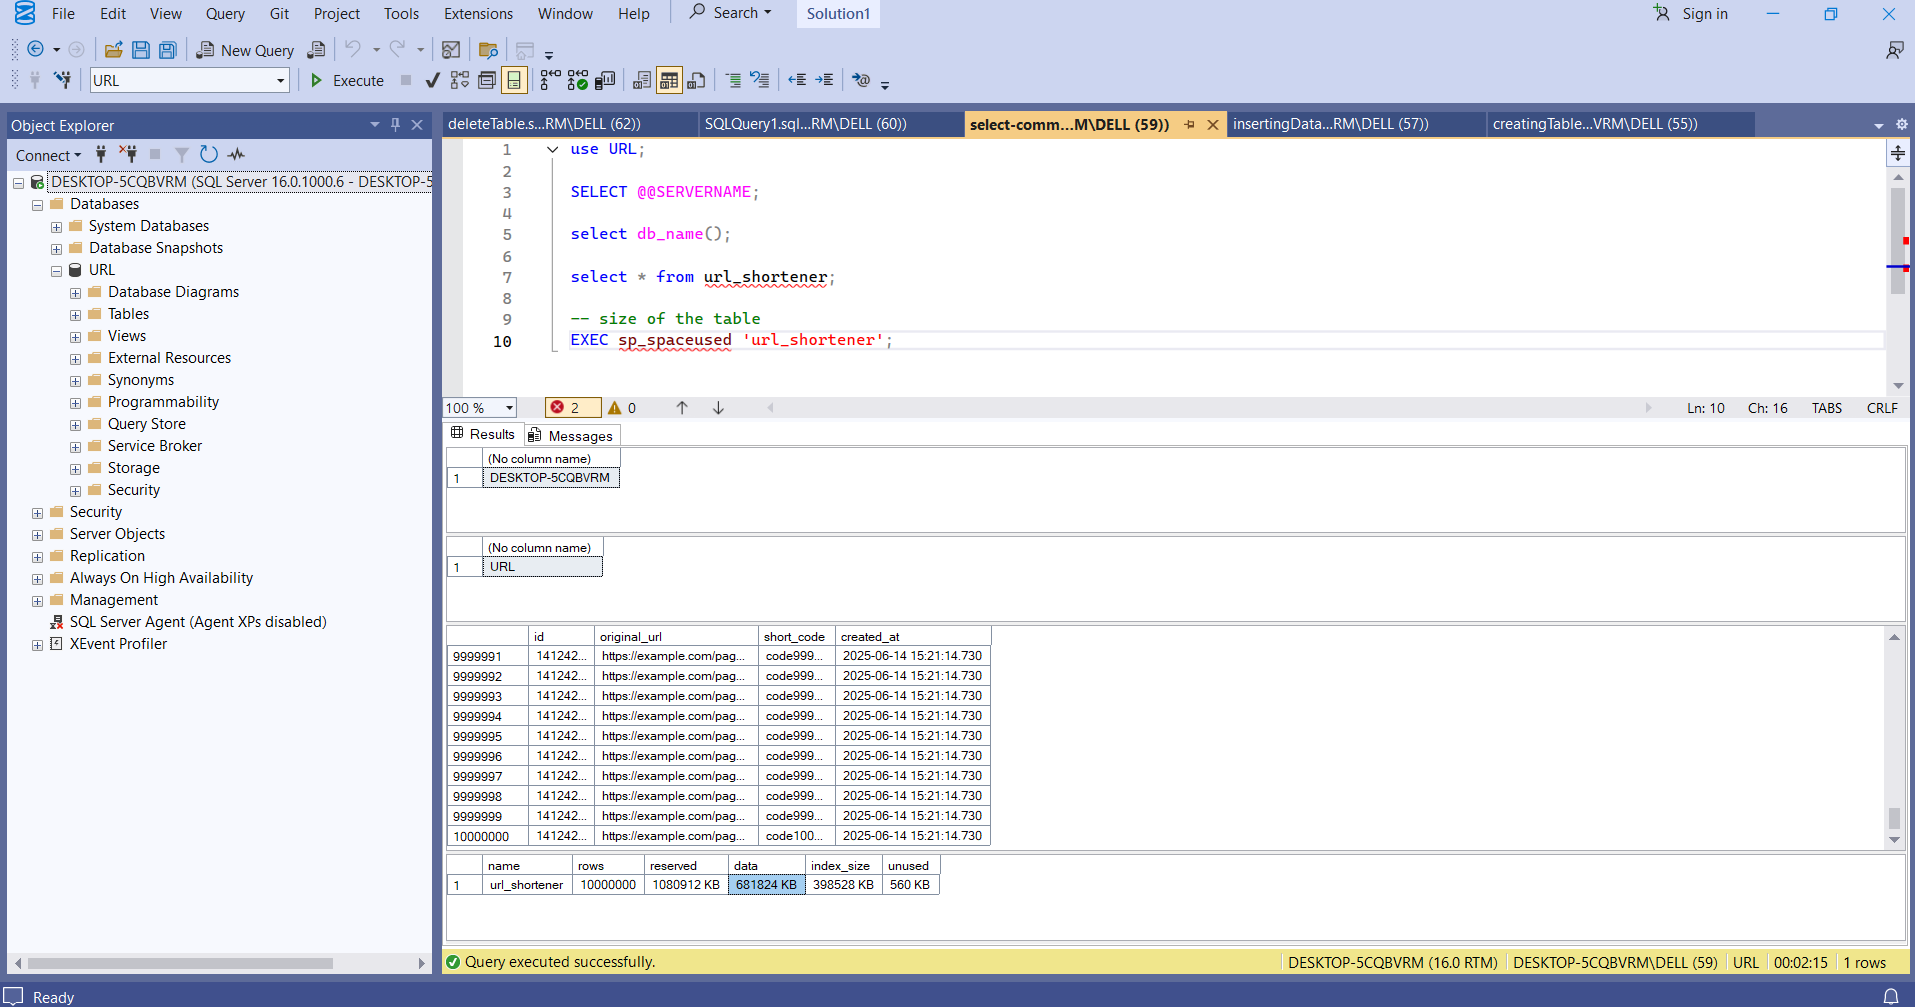 File Edit View Query Git Project Tools Extensions Window Help Search Solution1 Sign in
New Query
URL Execute
Object Explorer
Connect
DESKTOP-5CQBVRM (SQL Server 16.0.1000.6 - DESKTOP-5
Databases
System Databases
Database Snapshots
URL
Database Diagrams
Tables
Views
External Resources
Synonyms
Programmability
Query Store
Service Broker
Storage
Security
Security
Server Objects
Replication
Always On High Availability
Management
SQL Server Agent (Agent XPs disabled)
XEvent Profiler
deleteTable.s...RM\DELL (62)) SQLQuery1.sql...RM\DELL (60)) select-comm...M\DELL (59)) insertingData...RM\DELL (57)) creatingTable...VRM\DELL (55))
1 use URL;
2
3 SELECT @@SERVERNAME;
4
5 select db_name();
6
7 select * from url_shortener;
8
9 -- size of the table
10 EXEC sp_spaceused 'url_shortener';
100 % 2 0 Ln: 10 Ch: 16 TABS CRLF
Results Messages
(No column name)
1 DESKTOP-5CQBVRM
(No column name)
1 URL
id original_url short_code created_at
9999991 141242... https://example.com/pag... code999... 2025-06-14 15:21:14.730
9999992 141242... https://example.com/pag... code999... 2025-06-14 15:21:14.730
9999993 141242... https://example.com/pag... code999... 2025-06-14 15:21:14.730
9999994 141242... https://example.com/pag... code999... 2025-06-14 15:21:14.730
9999995 141242... https://example.com/pag... code999... 2025-06-14 15:21:14.730
9999996 141242... https://example.com/pag... code999... 2025-06-14 15:21:14.730
9999997 141242... https://example.com/pag... code999... 2025-06-14 15:21:14.730
9999998 141242... https://example.com/pag... code999... 2025-06-14 15:21:14.730
9999999 141242... https://example.com/pag... code999... 2025-06-14 15:21:14.730
10000000 141242... https://example.com/pag... code100... 2025-06-14 15:21:14.730
name rows reserved data index_size unused
1 url_shortener 10000000 1080912 KB 681824 KB 398528 KB 560 KB
Query executed successfully. DESKTOP-5CQBVRM (16.0 RTM) DESKTOP-5CQBVRM\DELL (59) URL 00:02:15 1 rows
Ready